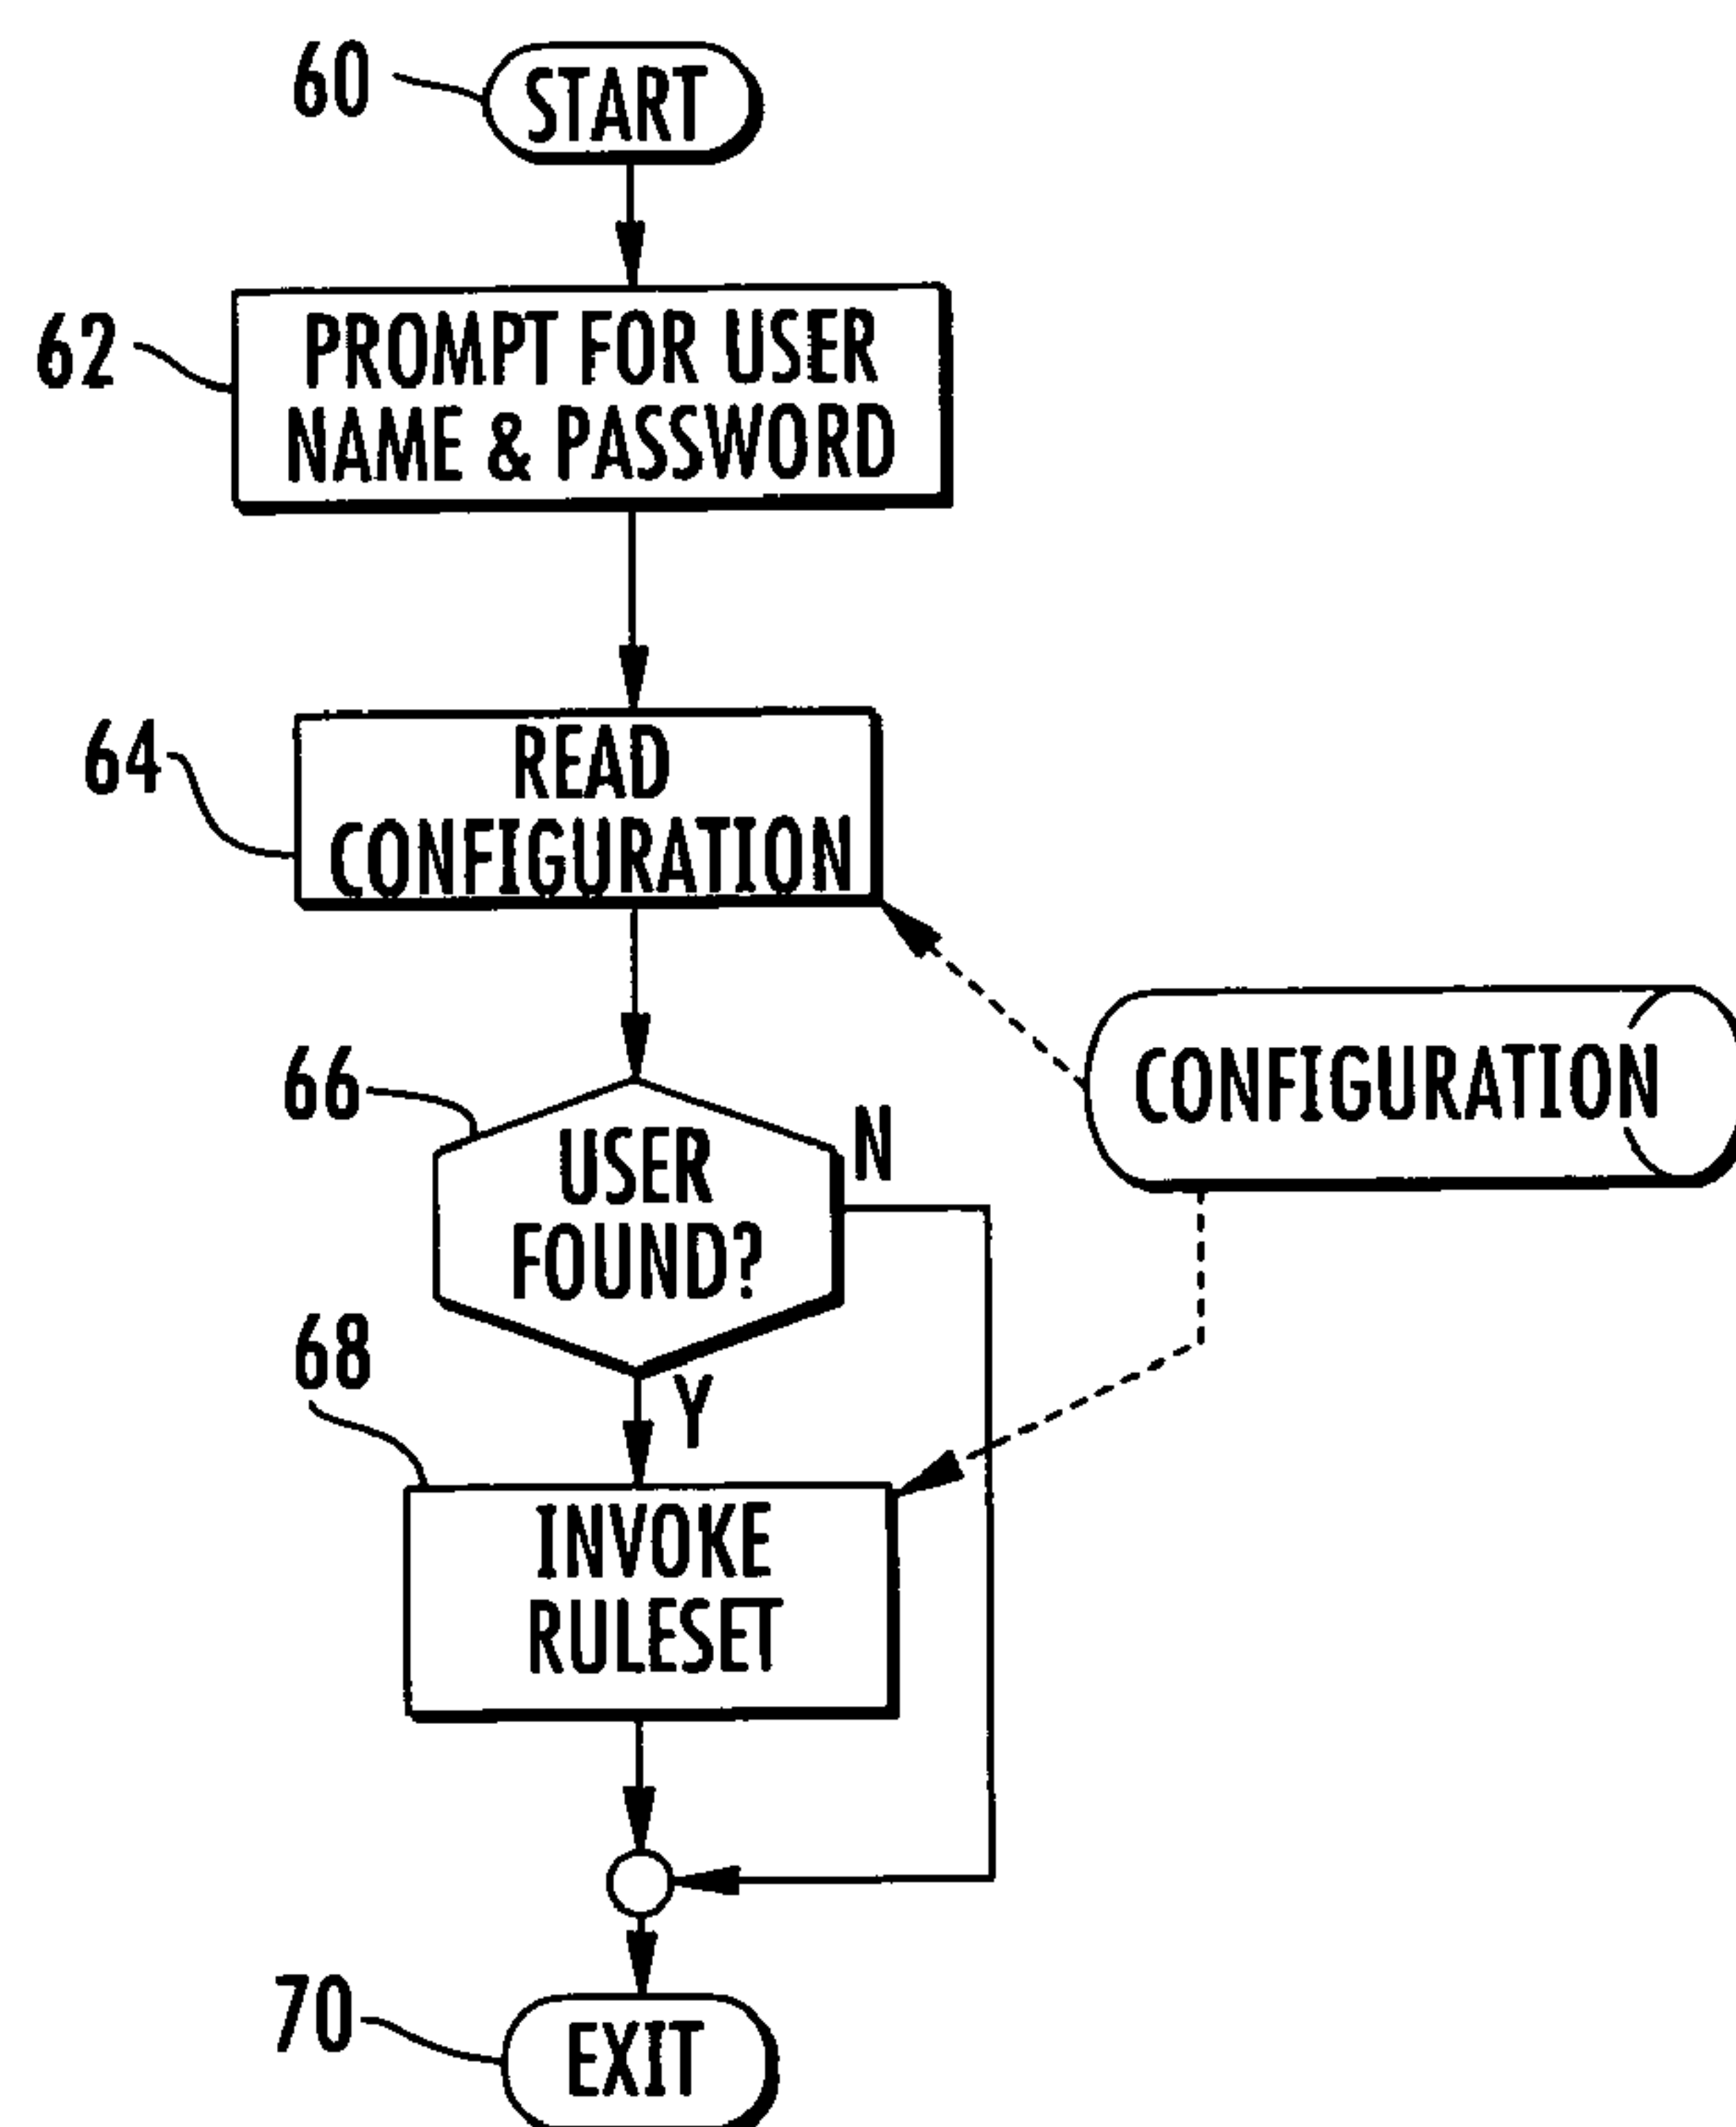 60
START
62
PROMPT FOR USER
NAME & PASSWORD
64
READ
CONFIGURATION
CONFIGURATION
66
USER
FOUND?
N
68
Y
INVOKE
RULESET
70
EXIT